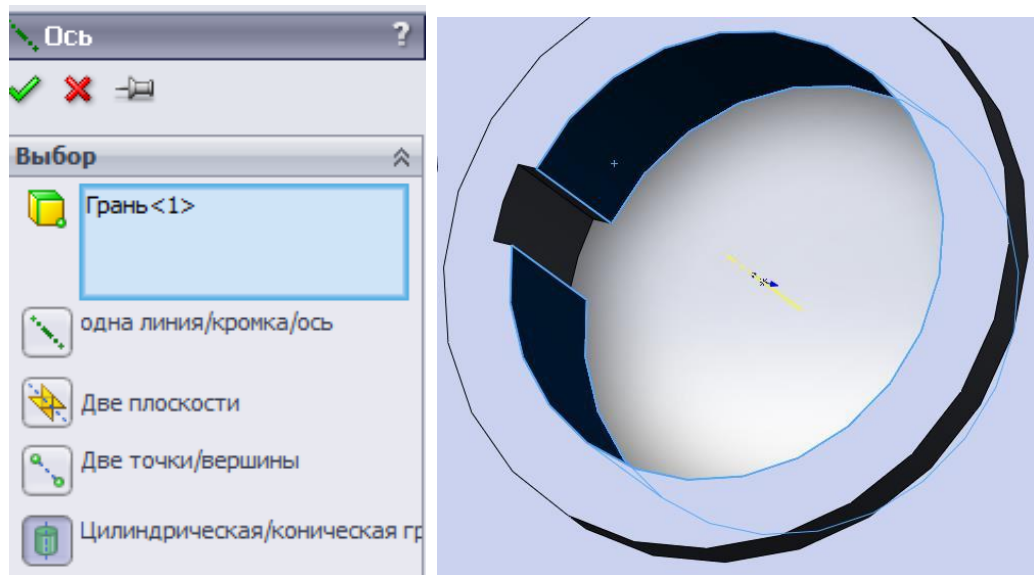 Ось ?
Выбор
Грань<1>
одна линия/кромка/ось
Две плоскости
Две точки/вершины
Цилиндрическая/коническая гр